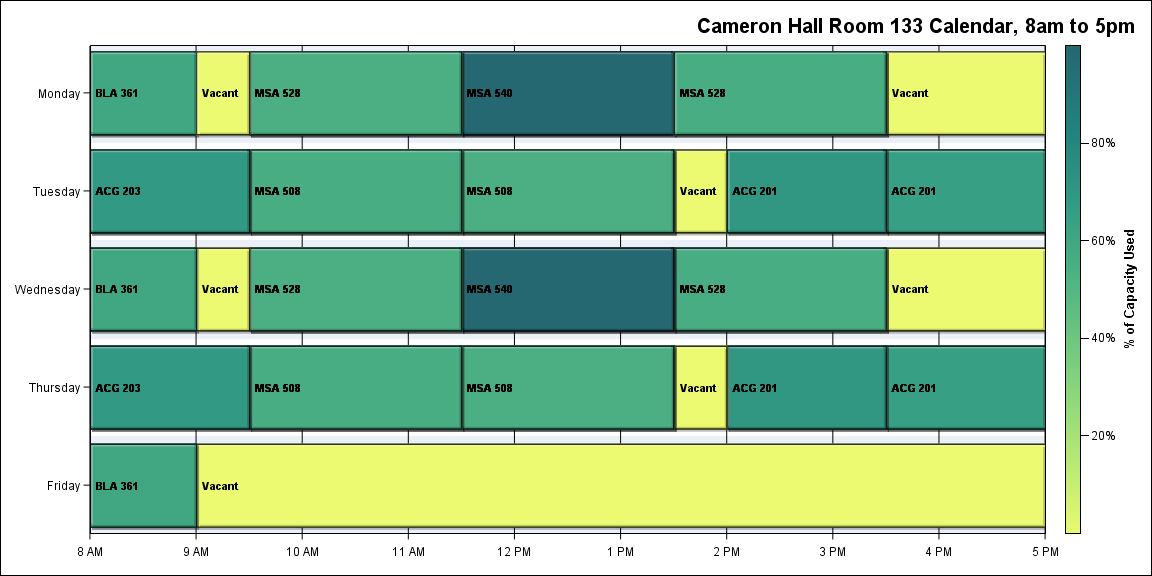 Cameron Hall Room 133 Calendar, 8am to 5pm
Monday
BLA 361
Vacant
MSA 528
MSA 540
MSA 528
Vacant
Tuesday
ACG 203
MSA 508
MSA 508
Vacant
ACG 201
ACG 201
Wednesday
BLA 361
Vacant
MSA 528
MSA 540
MSA 528
Vacant
Thursday
ACG 203
MSA 508
MSA 508
Vacant
ACG 201
ACG 201
Friday
BLA 361
Vacant
8 AM
9 AM
10 AM
11 AM
12 PM
1 PM
2 PM
3 PM
4 PM
5 PM
80%
60%
40%
20%
% of Capacity Used